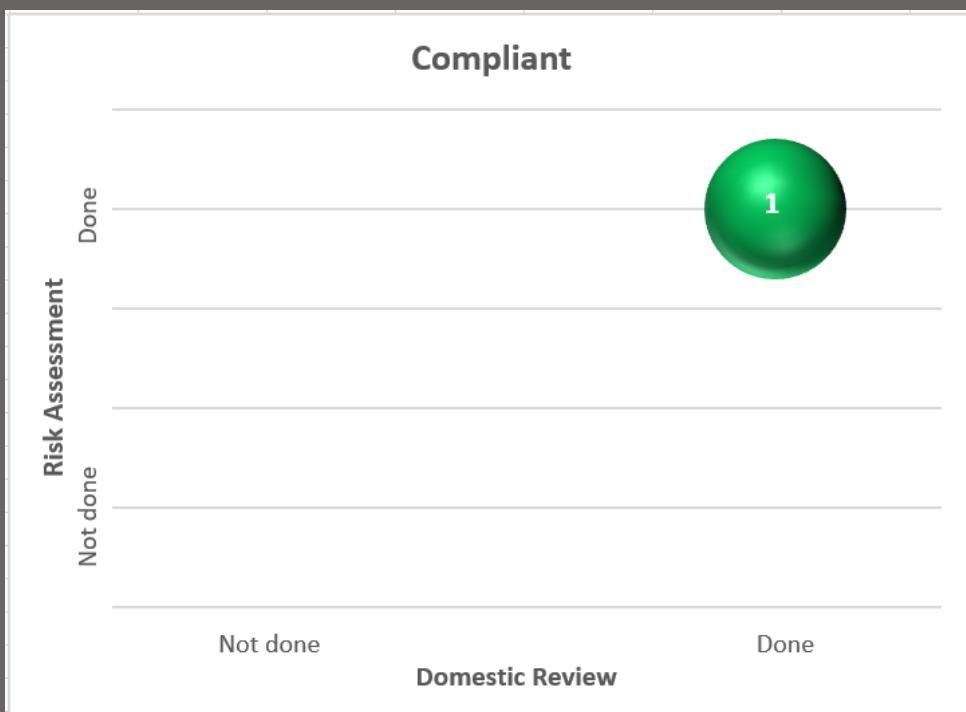 Compliant
Done
1
Risk Assessment
Not done
Not done
Done
Domestic Review